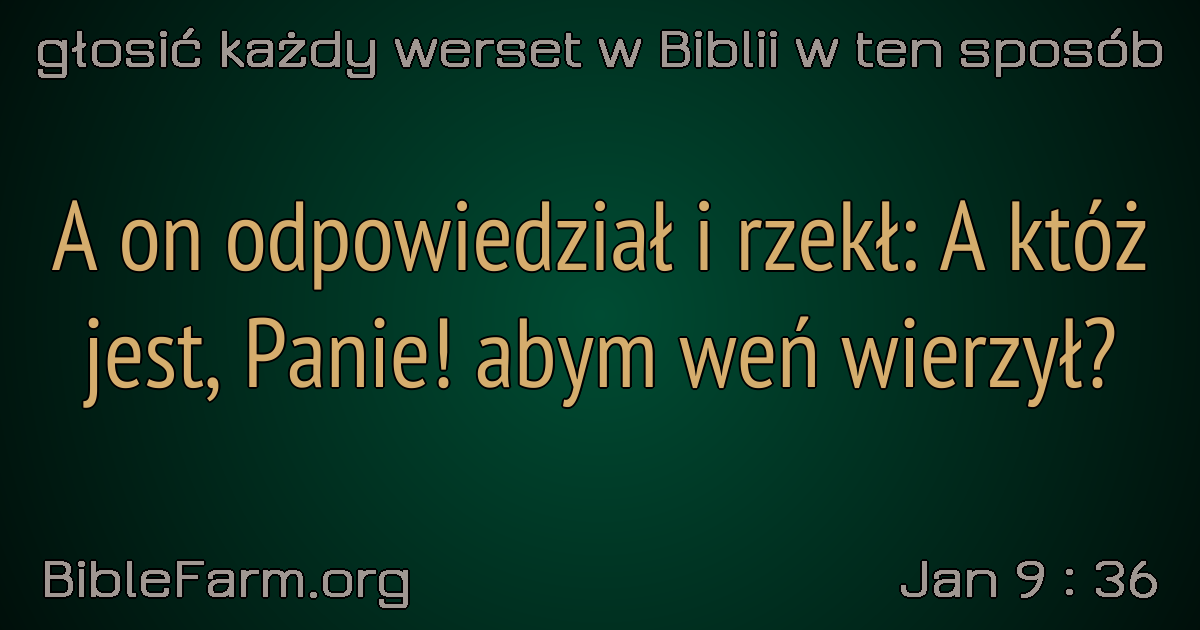 głosić każdy werset w Biblii w ten sposób
A on odpowiedział i rzekł: A któż
jest, Panie! abym weń wierzył?
BibleFarm.org
Jan 9 : 36